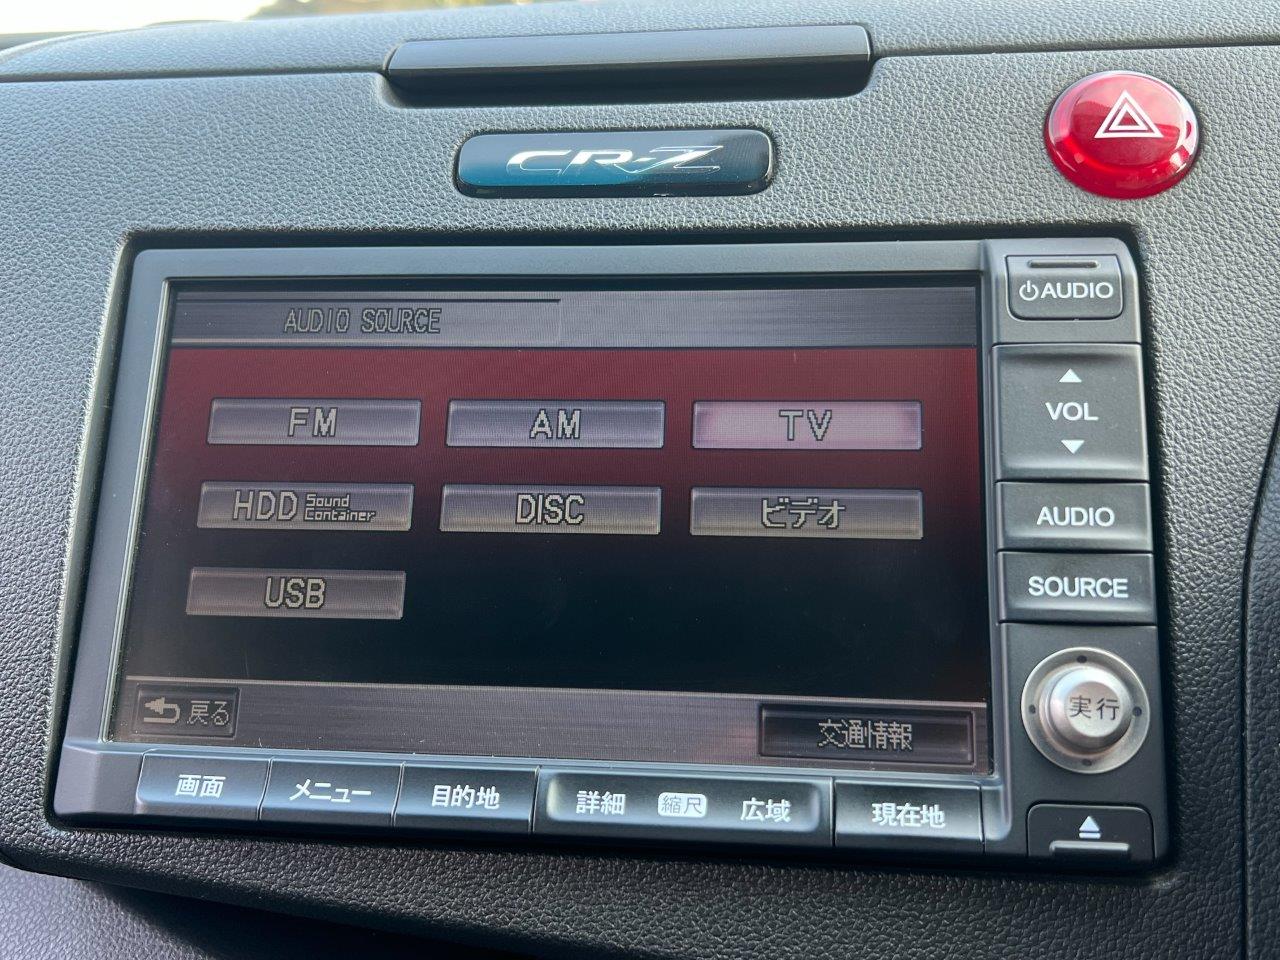 CR-Z
AUDIO SOURCE
FM
AM
TV
HDD Sound Container
DISC
ビデオ
USB
戻る
交通情報
AUDIO
VOL
AUDIO
SOURCE
実行
画面
メニュー
目的地
詳細
縮尺
広域
現在地